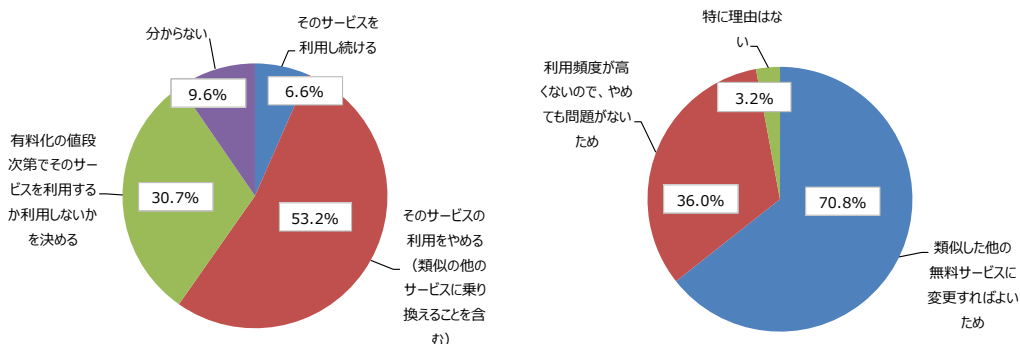 分からない
そのサービスを
利用し続ける
9.6%
6.6%
有料化の値段
次第でそのサー
ビスを利用する
か利用しないか
を決める
30.7%
53.2%
そのサービスの
利用をやめる
（類似の他の
サービスに乗り
換えることを含
む）
特に理由はな
い
利用頻度が高
くないので、やめ
ても問題がない
ため
3.2%
36.0%
70.8%
類似した他の
無料サービスに
変更すればよい
ため